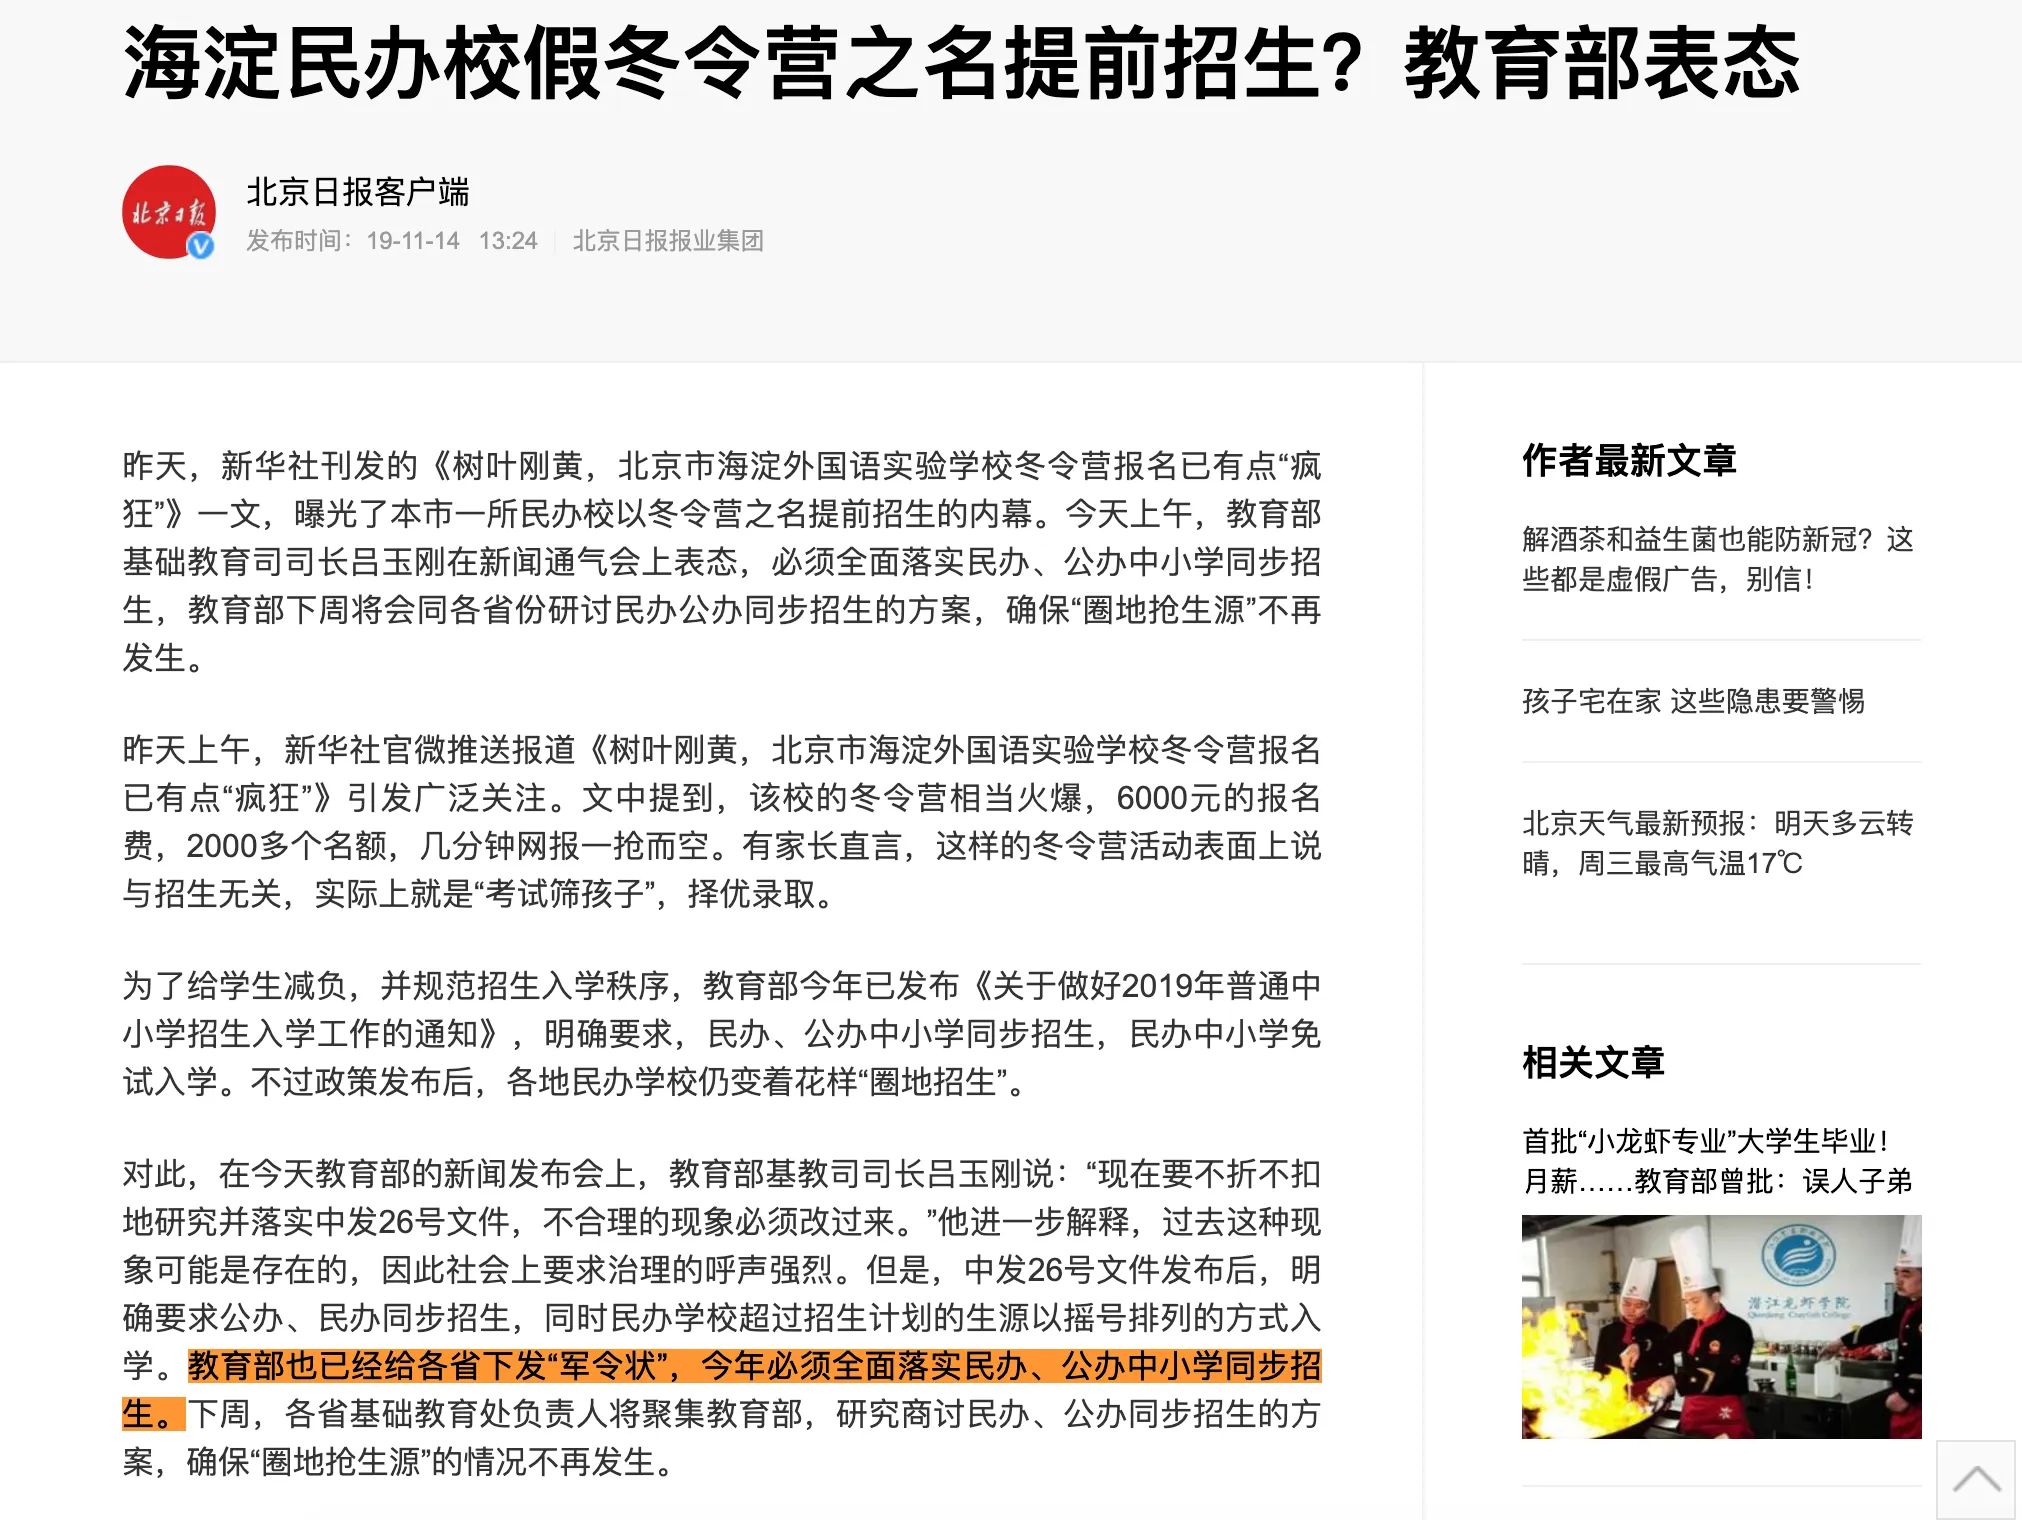 海淀民办校假冬令营之名提前招生？教育部表态
北京日报
北京日报客户端
发布时间：19-11-14 13:24 北京日报报业集团
昨天，新华社刊发的《树叶刚黄，北京市海淀外国语实验学校冬令营报名已有点“疯
狂”》一文，曝光了本市一所民办校以冬令营之名提前招生的内幕。今天上午，教育部
基础教育司司长吕玉刚在新闻通气会上表态，必须全面落实民办、公办中小学同步招
生，教育部下周将会同各省份研讨民办公办同步招生的方案，确保“圈地抢生源”不再
发生。
昨天上午，新华社官微推送报道《树叶刚黄，北京市海淀外国语实验学校冬令营报名
已有点“疯狂”》引发广泛关注。文中提到，该校的冬令营相当火爆，6000元的报名
费，2000多个名额，几分钟网报一抢而空。有家长直言，这样的冬令营活动表面上说
与招生无关，实际上就是“考试筛孩子”，择优录取。
为了给学生减负，并规范招生入学秩序，教育部今年已发布《关于做好2019年普通中
小学招生入学工作的通知》，明确要求，民办、公办中小学同步招生，民办中小学免
试入学。不过政策发布后，各地民办学校仍变着花样“圈地招生”。
对此，在今天教育部的新闻发布会上，教育部基教司司长吕玉刚说：“现在要不折不扣
地研究并落实中发26号文件，不合理的现象必须改过来。”他进一步解释，过去这种现
象可能是存在的，因此社会上要求治理的呼声强烈。但是，中发26号文件发布后，明
确要求公办、民办同步招生，同时民办学校超过招生计划的生源以摇号排列的方式入
学。教育部也已经给各省下发“军令状”，今年必须全面落实民办、公办中小学同步招
生。下周，各省基础教育处负责人将聚集教育部，研究商讨民办、公办同步招生的方
案，确保“圈地抢生源”的情况不再发生。
作者最新文章
解酒茶和益生菌也能防新冠？这
些都是虚假广告，别信！
孩子宅在家 这些隐患要警惕
北京天气最新预报：明天多云转
晴，周三最高气温17℃
相关文章
首批“小龙虾专业”大学生毕业！
月薪……教育部曾批：误人子弟
潜江龙虾学院
Qianjiang Crayfish College